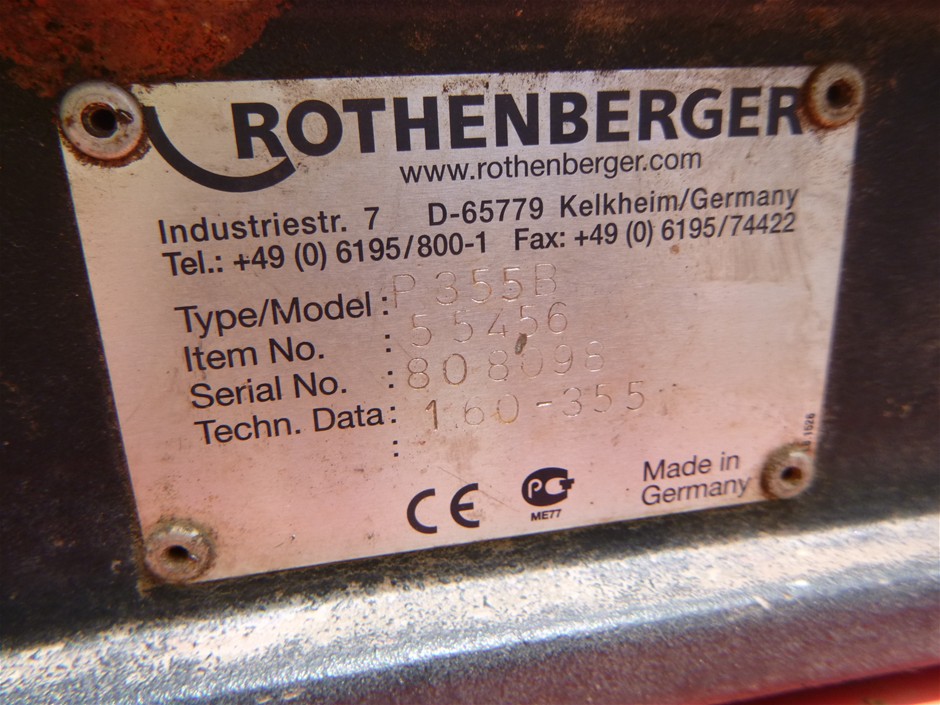 ROTHENBERGER
www.rothenberger.com
Industriestr. 7 D-65779 Kelkheim/Germany
Tel.: +49 (0) 6195/800-1 Fax: +49 (0) 6195/74422
Type/Model : P 355B
Item No. : 55456
Serial No. : 808098
Techn. Data: 160-355
:
CE PCT ME77
Made in
Germany